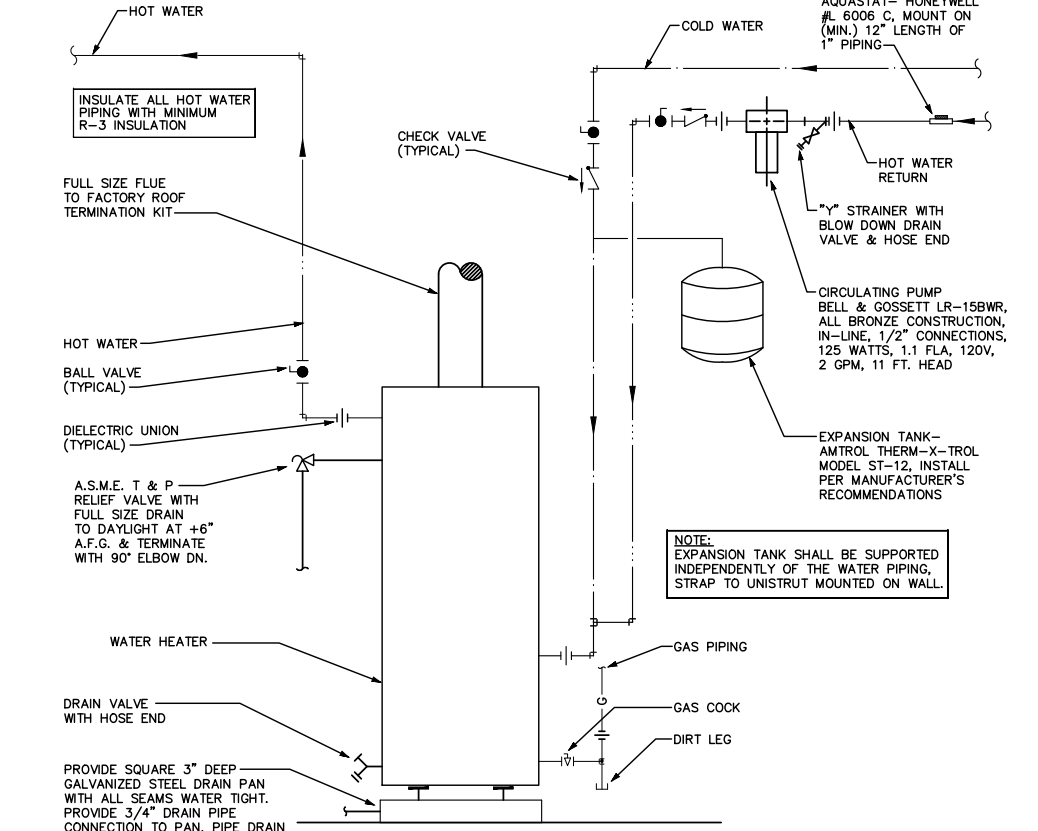 HOT WATER
AQUASTAT- HONEYWELL
#L 6006 C, MOUNT ON
(MIN.) 12" LENGTH OF
1" PIPING
COLD WATER
INSULATE ALL HOT WATER
PIPING WITH MINIMUM
R-3 INSULATION
CHECK VALVE
(TYPICAL)
HOT WATER
RETURN
FULL SIZE FLUE
TO FACTORY ROOF
TERMINATION KIT
"Y" STRAINER WITH
BLOW DOWN DRAIN
VALVE & HOSE END
CIRCULATING PUMP
BELL & GOSSETT LR-15BWR,
ALL BRONZE CONSTRUCTION,
IN-LINE, 1/2" CONNECTIONS,
125 WATTS, 1.1 FLA, 120V,
2 GPM, 11 FT. HEAD
HOT WATER
BALL VALVE
(TYPICAL)
DIELECTRIC UNION
(TYPICAL)
EXPANSION TANK-
AMTROL THERM-X-TROL
MODEL ST-12, INSTALL
PER MANUFACTURER'S
RECOMMENDATIONS
A.S.M.E. T & P
RELIEF VALVE WITH
FULL SIZE DRAIN
TO DAYLIGHT AT +6"
A.F.G. & TERMINATE
WITH 90° ELBOW DN.
NOTE:
EXPANSION TANK SHALL BE SUPPORTED
INDEPENDENTLY OF THE WATER PIPING,
STRAP TO UNISTRUT MOUNTED ON WALL.
WATER HEATER
GAS PIPING
G
DRAIN VALVE
WITH HOSE END
GAS COCK
DIRT LEG
PROVIDE SQUARE 3" DEEP
GALVANIZED STEEL DRAIN PAN
WITH ALL SEAMS WATER TIGHT.
PROVIDE 3/4" DRAIN PIPE
CONNECTION TO PAN. PIPE DRAIN